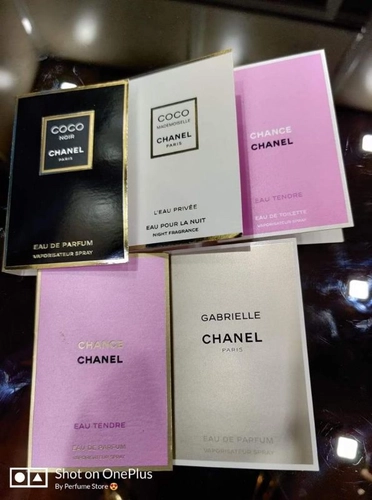 COCO
NOIR
CHANEL
PARIS
EAU DE PARFUM
VAPORISATEUR SPRAY
COCO
MADEMOISELLE
CHANEL
PARIS
L'EAU PRIVÉE
EAU POUR LA NUIT
NIGHT FRAGRANCE
CHANCE
CHANEL
EAU TENDRE
EAU DE TOILETTE
VAPORISATEUR SPRAY
CHANCE
CHANEL
EAU TENDRE
EAU DE PARFUM
VAPORISATEUR SPRAY
GABRIELLE
CHANEL
PARIS
EAU DE PARFUM
VAPORISATEUR SPRAY
Shot on OnePlus
By Perfume Store😍